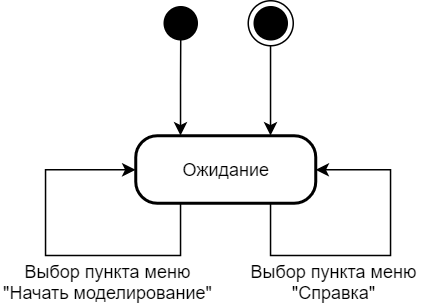 Ожидание
Выбор пункта меню
"Начать моделирование"
Выбор пункта меню
"Справка"